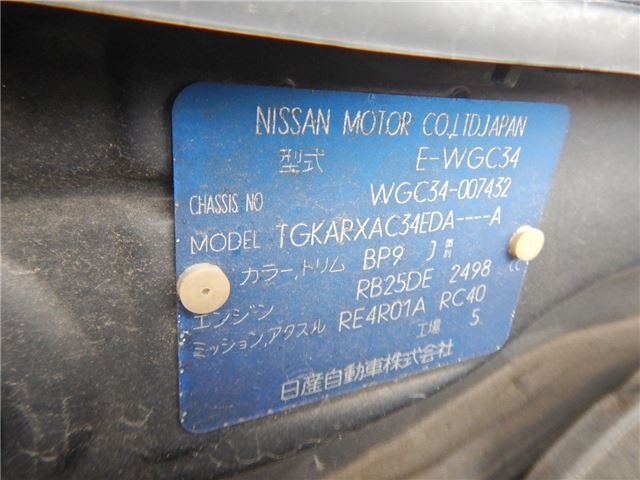 NISSAN MOTOR CO.,LTD.JAPAN
型式 E-WGC34
CHASSIS NO WGC34-007432
MODEL TGKARXAC34EDA----A
カラー,トリム BP9 J
エンジン RB25DE 2498 cc
ミッション,アクスル RE4R01A RC40
工場 5
日産自動車株式会社